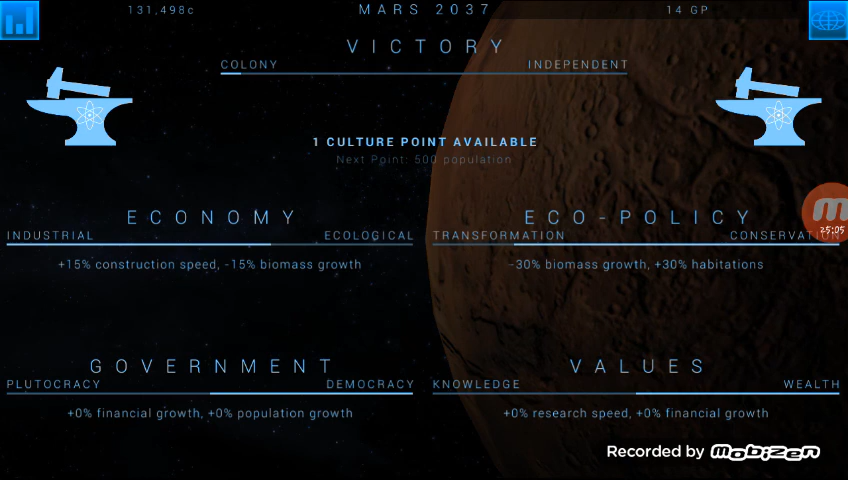 131,498c MARS 2037 14 GP
VICTORY
COLONY INDEPENDENT
1 CULTURE POINT AVAILABLE
Next Point: 500 population
ECONOMY ECO-POLICY
INDUSTRIAL ECOLOGICAL TRANSFORMATION CONSERVATION
+15% construction speed, -15% biomass growth -30% biomass growth, +30% habitations
25:05
GOVERNMENT VALUES
PLUTOCRACY DEMOCRACY KNOWLEDGE WEALTH
+0% financial growth, +0% population growth +0% research speed, +0% financial growth
Recorded by mobizen